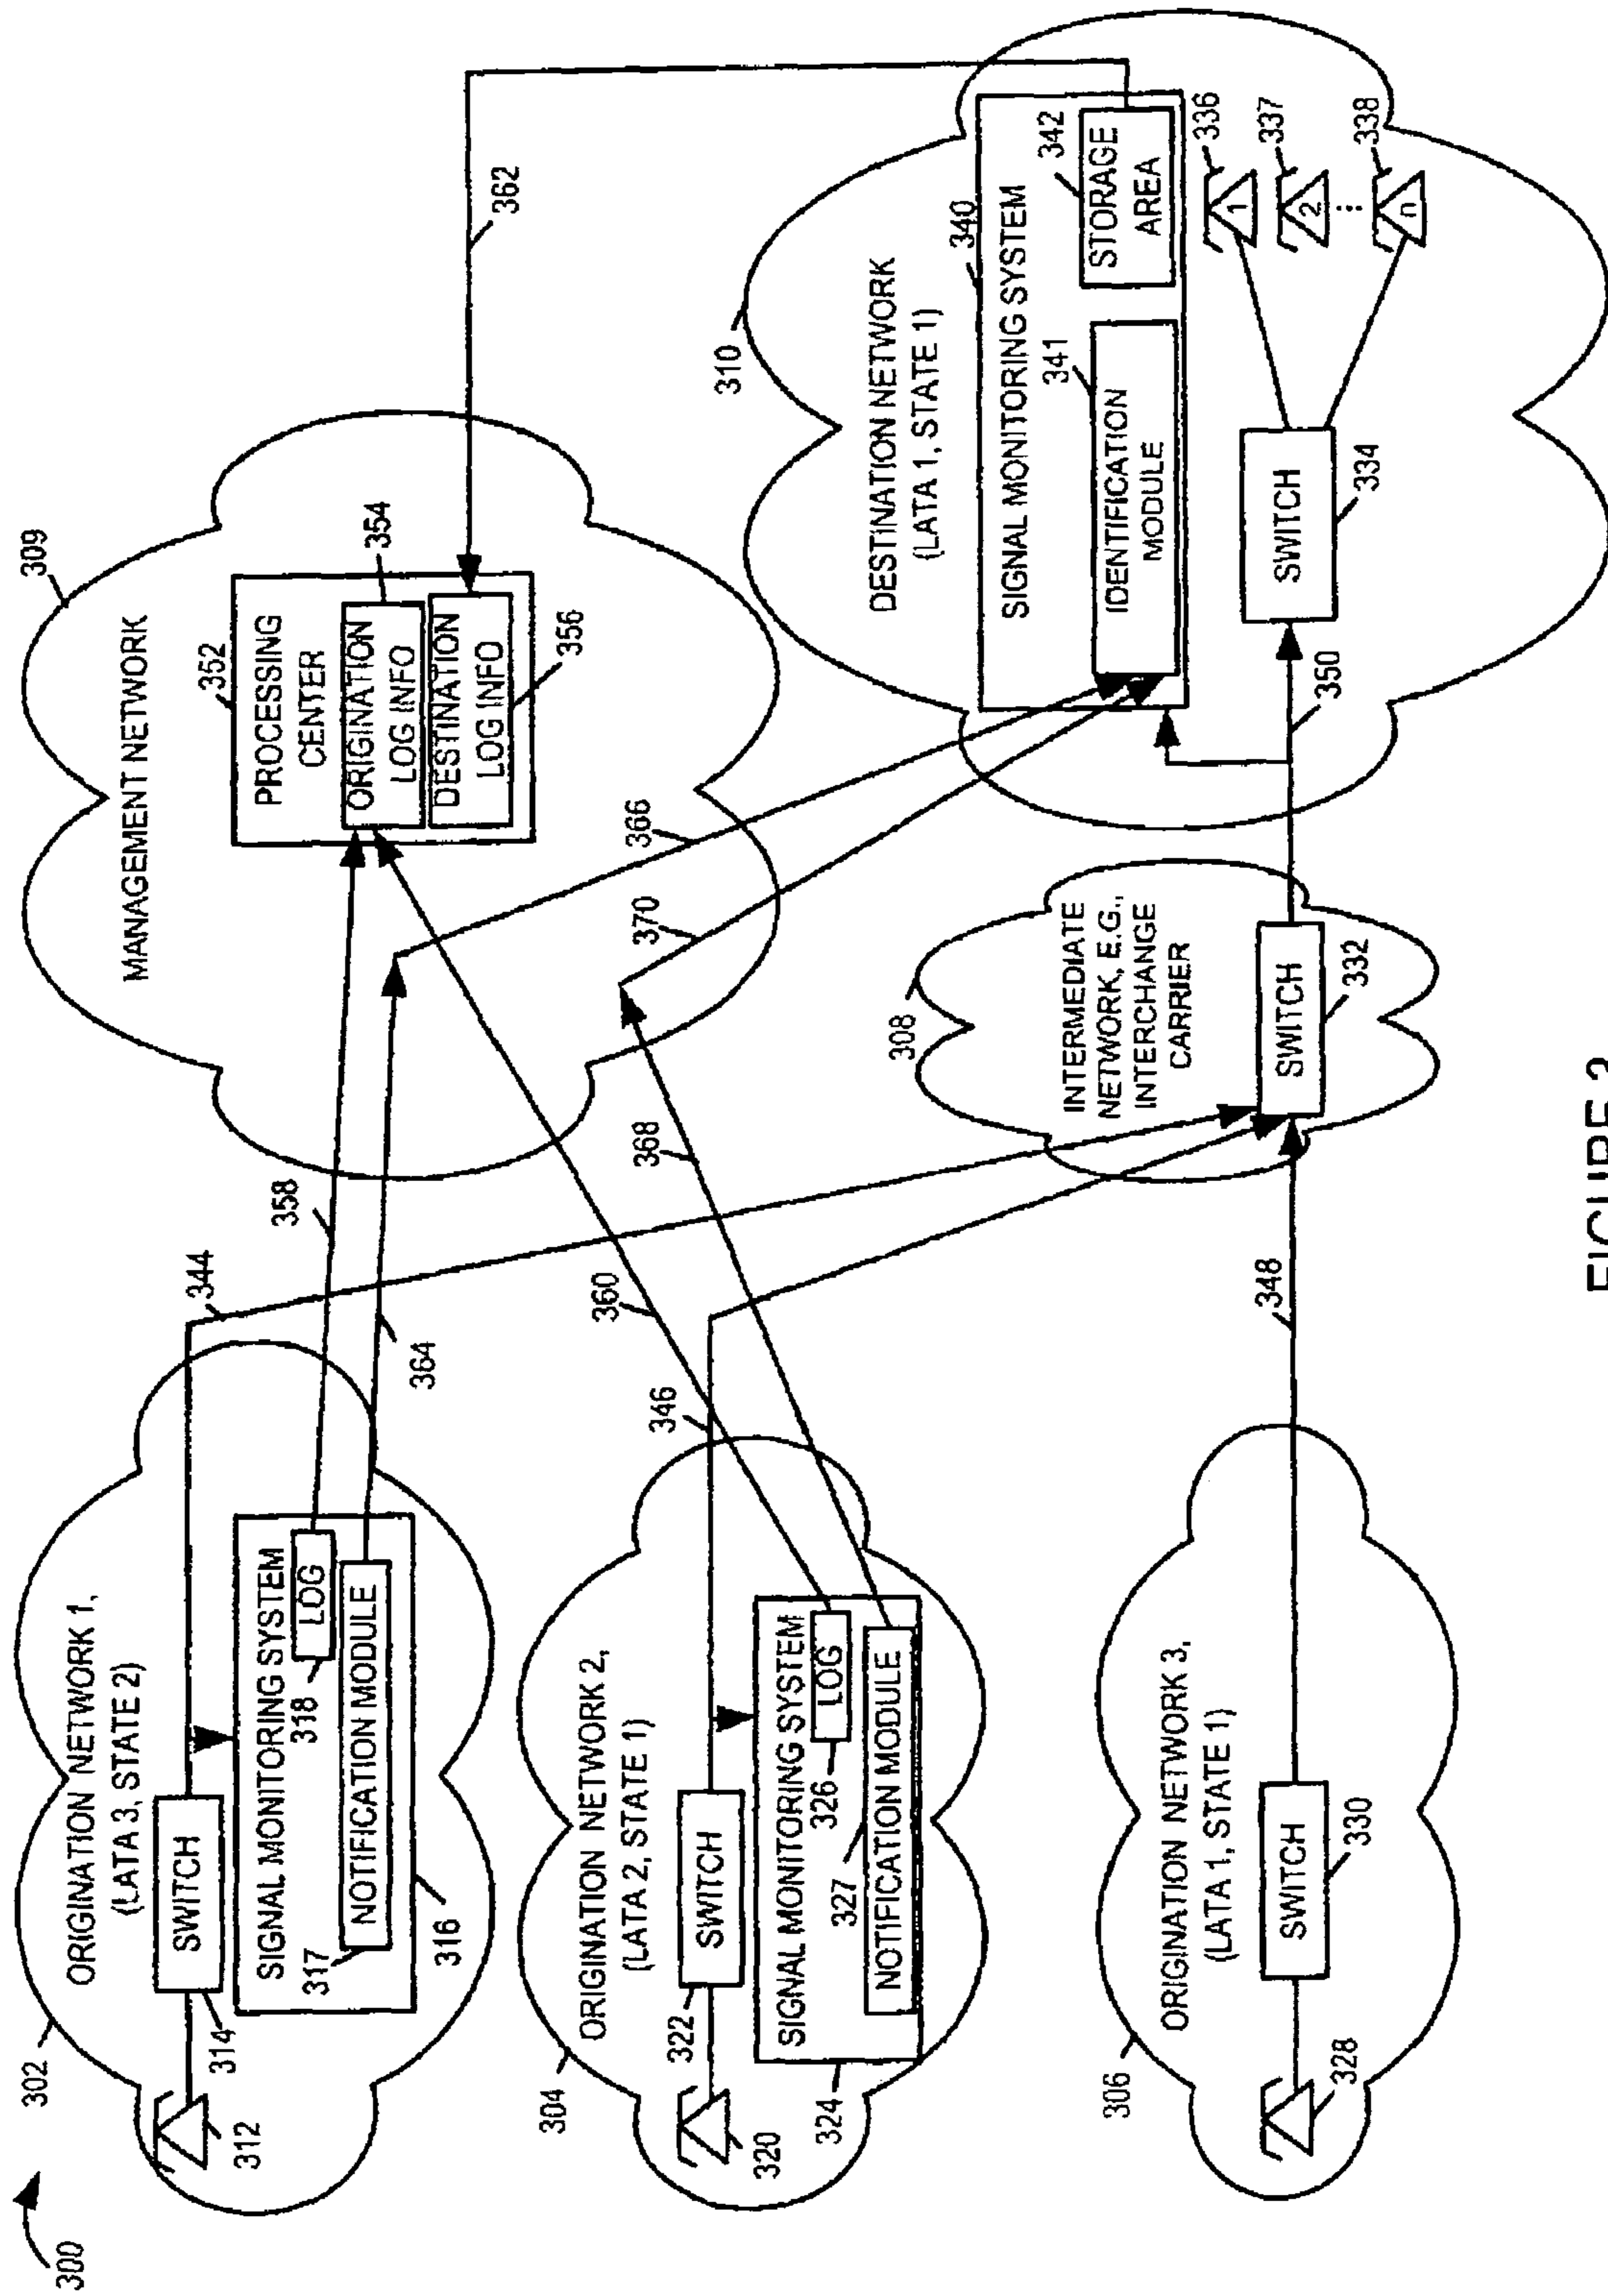 300
302
ORIGINATION NETWORK 1,
(LATA 3, STATE 2)
312
314
SWITCH
344
SIGNAL MONITORING SYSTEM
318
LOG
317
NOTIFICATION MODULE
316
358
364
304
ORIGINATION NETWORK 2,
(LATA 2, STATE 1)
320
322
SWITCH
346
SIGNAL MONITORING SYSTEM
326
LOG
327
NOTIFICATION MODULE
324
360
368
306
ORIGINATION NETWORK 3,
(LATA 1, STATE 1)
328
SWITCH
330
348
309
MANAGEMENT NETWORK
352
PROCESSING
CENTER
ORIGINATION
LOG INFO
354
DESTINATION
LOG INFO
356
362
366
370
308
INTERMEDIATE
NETWORK, E.G.,
INTERCHANGE
CARRIER
SWITCH
332
310
DESTINATION NETWORK
(LATA 1, STATE 1)
340
SIGNAL MONITORING SYSTEM
341
342
IDENTIFICATION
MODULE
STORAGE
AREA
350
SWITCH
334
1
336
2
337
n
338
FIGURE 3